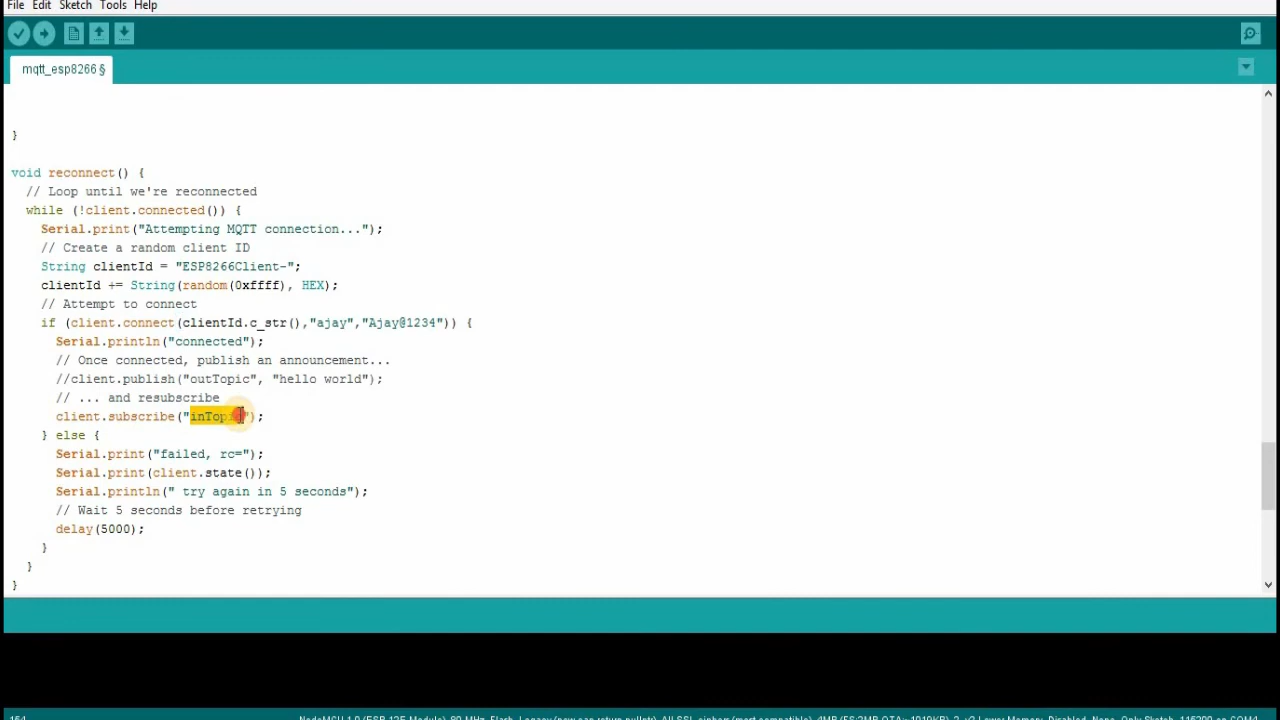 File Edit Sketch Tools Help
mqtt_esp8266 §
}
void reconnect() {
// Loop until we're reconnected
while (!client.connected()) {
Serial.print("Attempting MQTT connection...");
// Create a random client ID
String clientId = "ESP8266Client-";
clientId += String(random(0xffff), HEX);
// Attempt to connect
if (client.connect(clientId.c_str(),"ajay","Ajay@1234")) {
Serial.println("connected");
// Once connected, publish an announcement...
//client.publish("outTopic", "hello world");
// ... and resubscribe
client.subscribe("inTopic");
} else {
Serial.print("failed, rc=");
Serial.print(client.state());
Serial.println(" try again in 5 seconds");
// Wait 5 seconds before retrying
delay(5000);
}
}
}